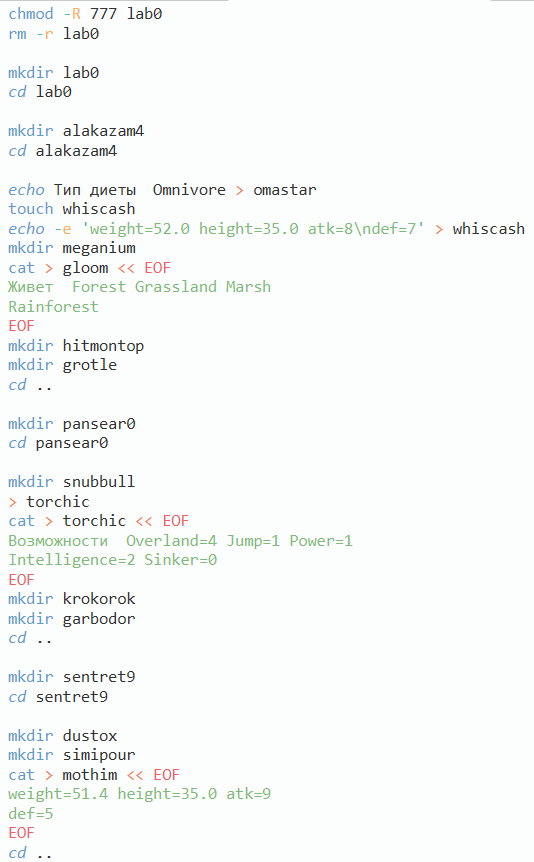 chmod -R 777 lab0
rm -r lab0
mkdir lab0
cd lab0
mkdir alakazam4
cd alakazam4
echo Тип диеты  Omnivore > omastar
touch whiscash
echo -e 'weight=52.0 height=35.0 atk=8\ndef=7' > whiscash
mkdir meganium
cat > gloom << EOF
Живет  Forest Grassland Marsh
Rainforest
EOF
mkdir hitmontop
mkdir grotle
cd ..
mkdir pansear0
cd pansear0
mkdir snubbull
> torchic
cat > torchic << EOF
Возможности  Overland=4 Jump=1 Power=1
Intelligence=2 Sinker=0
EOF
mkdir krokorok
mkdir garbodor
cd ..
mkdir sentret9
cd sentret9
mkdir dustox
mkdir simipour
cat > mothim << EOF
weight=51.4 height=35.0 atk=9
def=5
EOF
cd ..